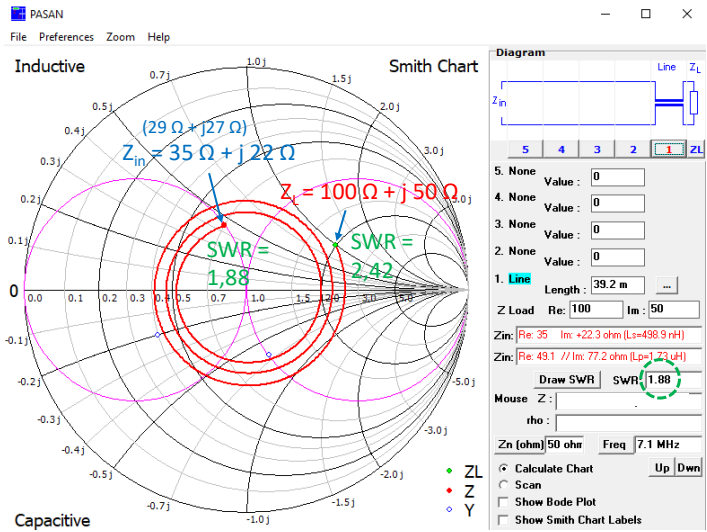 PASAN
File Preferences Zoom Help
Inductive
Smith Chart
1.0 j
0.7 j
1.5 j
0.5 j
2.0 j
0.4 j
(29 Ω + j27 Ω)
3.0 j
0.3 j
Zin = 35 Ω + j 22 Ω
ZL = 100 Ω + j 50 Ω
5.0 j
0.2 j
0.1 j
SWR =
1,88
SWR =
2,42
0
0.0 0.1 0.2 0.3 0.4 0.5 0.7 1.0 1.5 2.0 3.0 5.0
-0.1 j
-0.2 j
-5.0 j
-0.3 j
-3.0 j
-0.4 j
-0.5 j
-2.0 j
-0.7 j
-1.5 j
-1.0 j
ZL
Z
Y
Capacitive
Diagram
Line ZL
Zin
5 4 3 2 1 ZL
5. None
Value : 0
4. None
Value : 0
3. None
Value : 0
2. None
Value : 0
1. Line
Length : 39.2 m ...
Z Load Re: 100 Im : 50
Zin: Re: 35 Im: +22.3 ohm (Ls=498.9 nH)
Zin: Re: 49.1 // Im: 77.2 ohm (Lp=1.73 uH)
Draw SWR SWR 1.88
Mouse Z :
rho :
Zn (ohm) 50 ohm Freq 7.1 MHz
Calculate Chart Up Dwn
Scan
Show Bode Plot
Show Smith Chart Labels